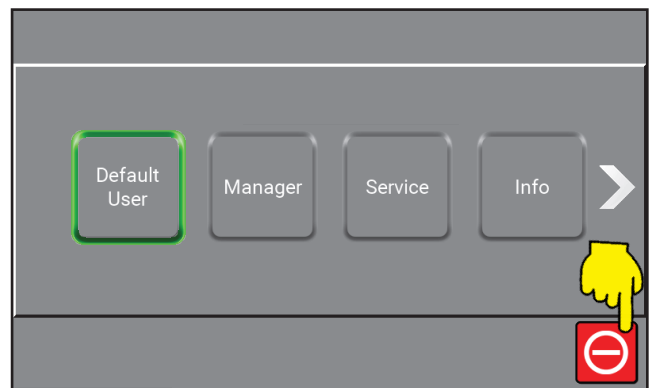 Default
User
Manager
Service
Info